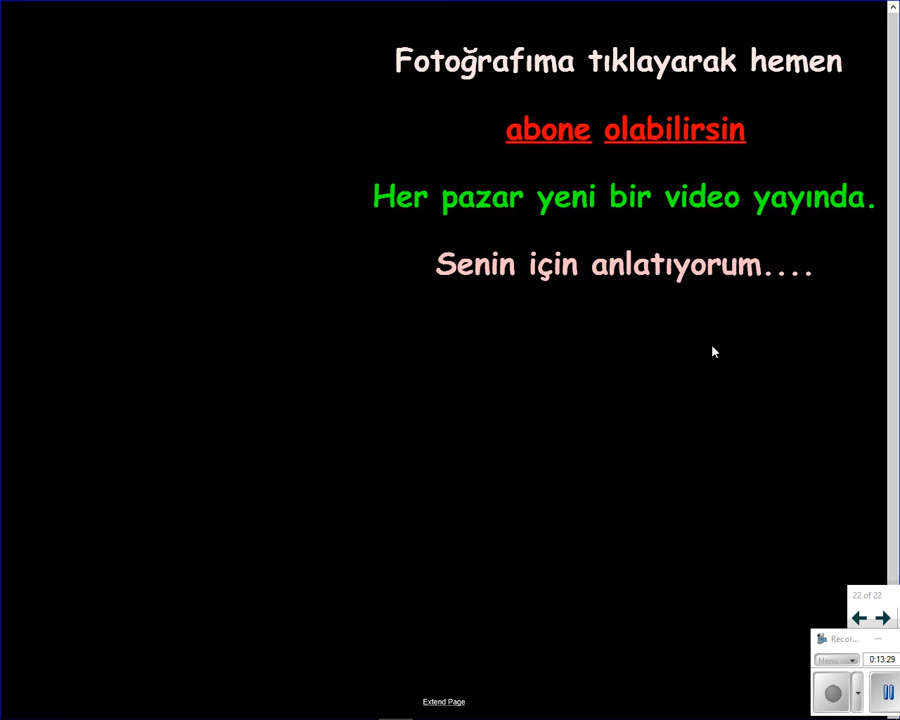 Fotoğrafıma tıklayarak hemen
abone olabilirsin
Her pazar yeni bir video yayında.
Senin için anlatıyorum....
22 of 22
Recor...
Menu
0:13:29
Extend Page